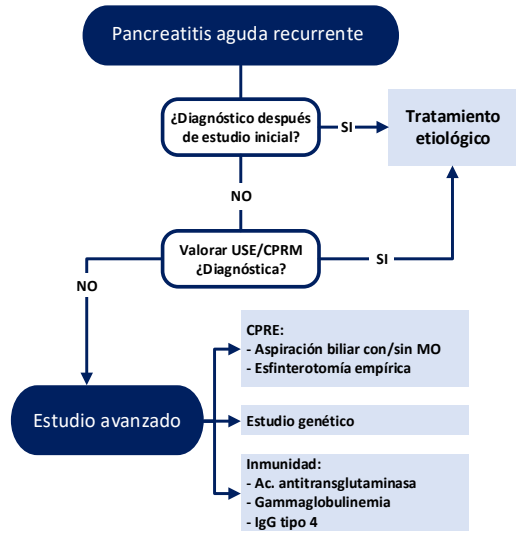 Pancreatitis aguda recurrente
¿Diagnóstico después
de estudio inicial?
SI
Tratamiento
etiológico
NO
Valorar USE/CPRM
¿Diagnóstica?
SI
NO
CPRE:
- Aspiración biliar con/sin MO
- Esfinterotomía empírica
Estudio avanzado
Estudio genético
Inmunidad:
- Ac. antitransglutaminasa
- Gammaglobulinemia
- IgG tipo 4